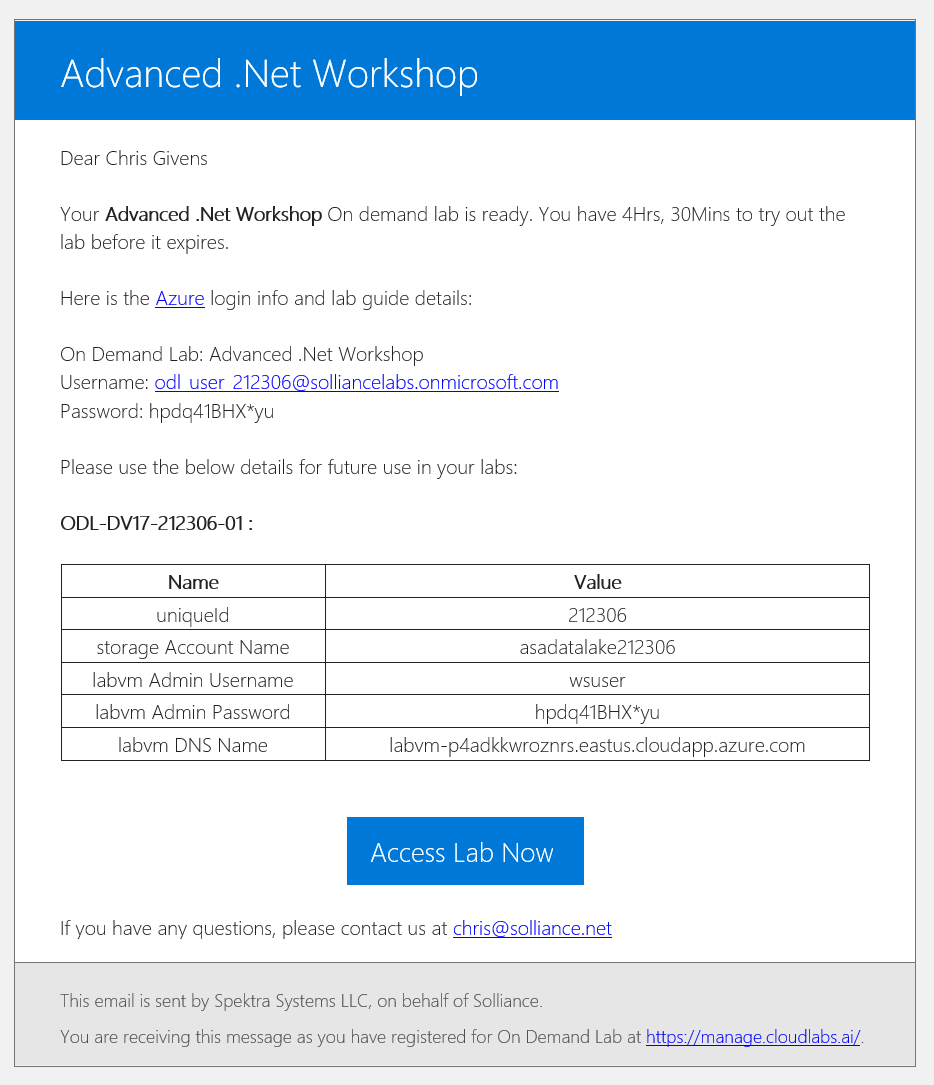 Advanced .Net Workshop
Dear Chris Givens
Your Advanced .Net Workshop On demand lab is ready. You have 4Hrs, 30Mins to try out the
lab before it expires.
Here is the Azure login info and lab guide details:
On Demand Lab: Advanced .Net Workshop
Username: odl_user_212306@solliancelabs.onmicrosoft.com
Password: hpdq41BHX*yu
Please use the below details for future use in your labs:
ODL-DV17-212306-01 :
Name Value
uniqueId 212306
storage Account Name asadatalake212306
labvm Admin Username wsuser
labvm Admin Password hpdq41BHX*yu
labvm DNS Name labvm-p4adkkwroznrs.eastus.cloudapp.azure.com
Access Lab Now
If you have any questions, please contact us at chris@solliance.net
This email is sent by Spektra Systems LLC, on behalf of Solliance.
You are receiving this message as you have registered for On Demand Lab at https://manage.cloudlabs.ai/.